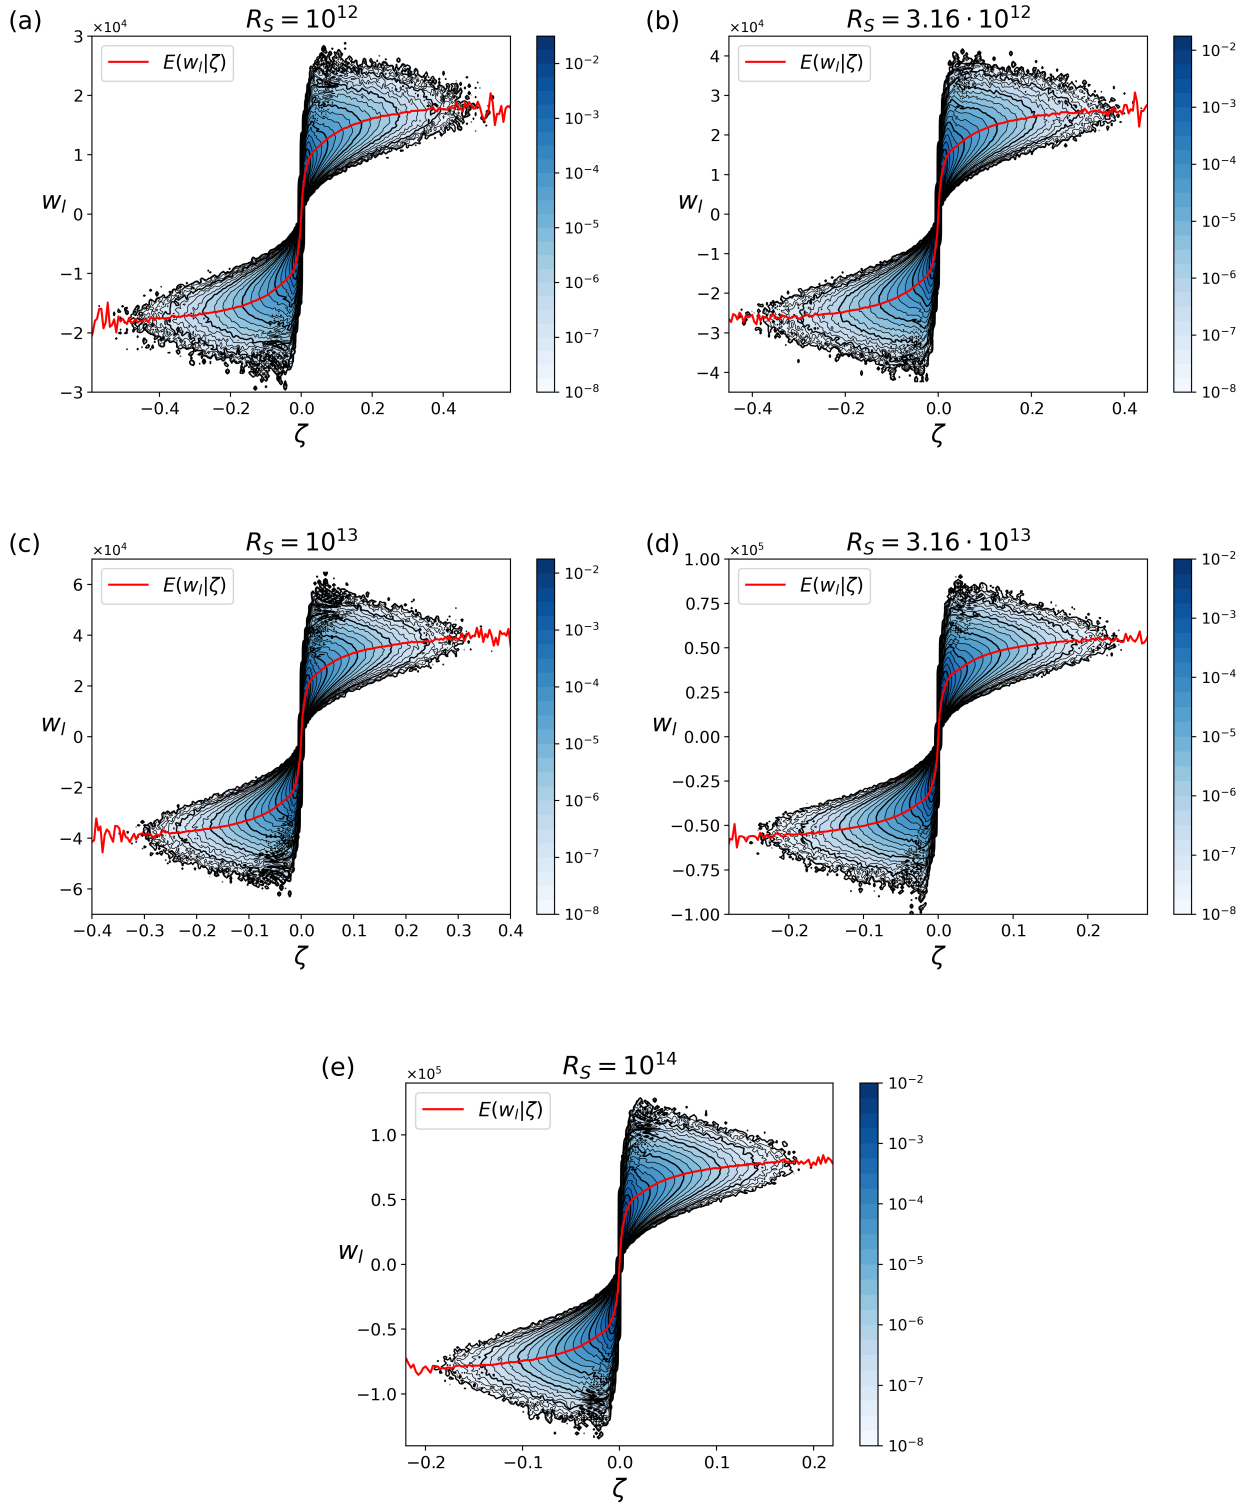 (a)
R_S = 10^12
×10^4
E(w_l|ζ)
3
2
1
0
−1
−2
−3
w_l
−0.4 −0.2 0.0 0.2 0.4
ζ
10^−2
10^−3
10^−4
10^−5
10^−6
10^−7
10^−8
(b)
R_S = 3.16 · 10^12
×10^4
E(w_l|ζ)
4
3
2
1
0
−1
−2
−3
−4
w_l
−0.4 −0.2 0.0 0.2 0.4
ζ
10^−2
10^−3
10^−4
10^−5
10^−6
10^−7
10^−8
(c)
R_S = 10^13
×10^4
E(w_l|ζ)
6
4
2
0
−2
−4
−6
w_l
−0.4 −0.3 −0.2 −0.1 0.0 0.1 0.2 0.3 0.4
ζ
10^−2
10^−3
10^−4
10^−5
10^−6
10^−7
10^−8
(d)
R_S = 3.16 · 10^13
×10^5
E(w_l|ζ)
1.00
0.75
0.50
0.25
0.00
−0.25
−0.50
−0.75
−1.00
w_l
−0.2 −0.1 0.0 0.1 0.2
ζ
10^−2
10^−3
10^−4
10^−5
10^−6
10^−7
10^−8
(e)
R_S = 10^14
×10^5
E(w_l|ζ)
1.0
0.5
0.0
−0.5
−1.0
w_l
−0.2 −0.1 0.0 0.1 0.2
ζ
10^−2
10^−3
10^−4
10^−5
10^−6
10^−7
10^−8